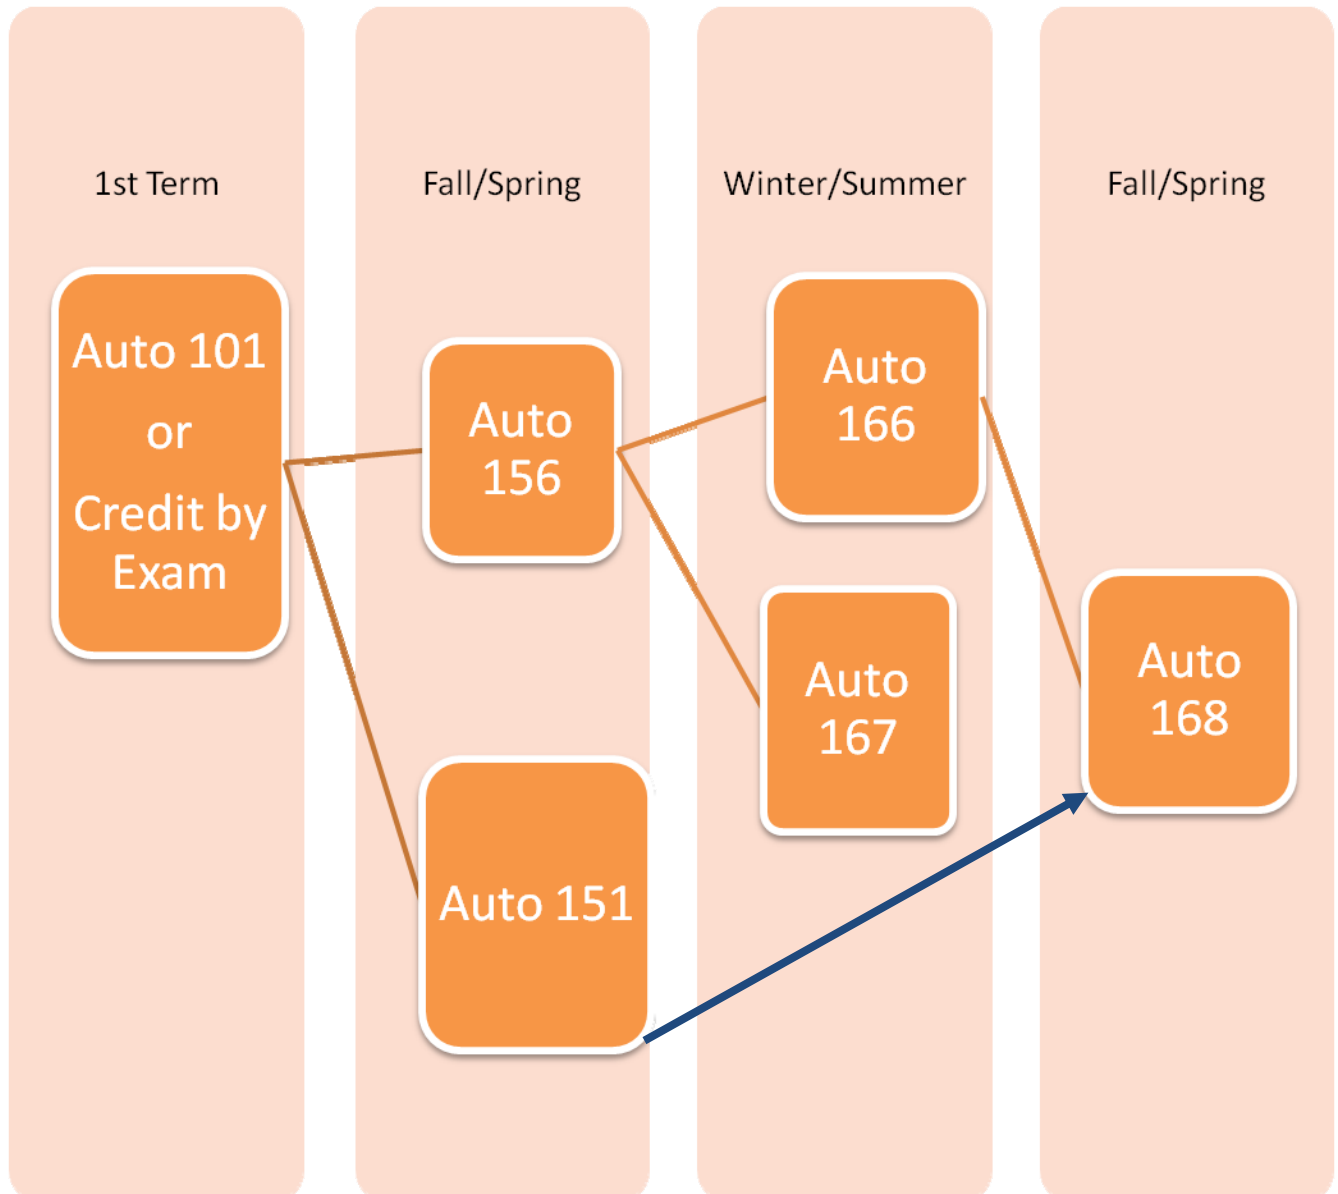 1st Term
Fall/Spring
Winter/Summer
Fall/Spring
Auto 101
or
Credit by
Exam
Auto
156
Auto 151
Auto
166
Auto
167
Auto
168